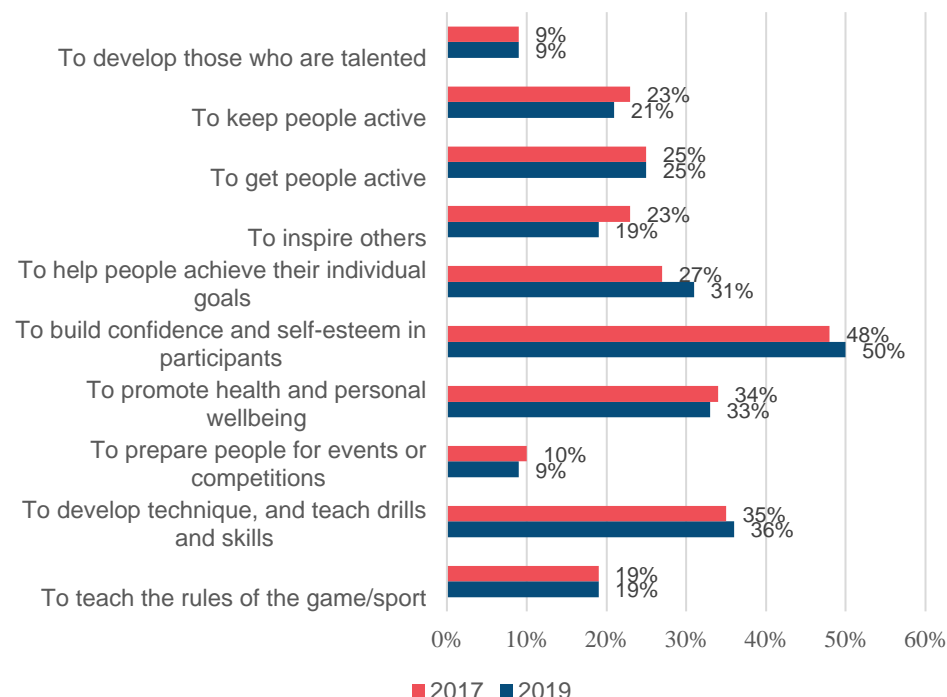 9%
To develop those who are talented
9%
23%
To keep people active
21%
25%
To get people active
25%
23%
To inspire others
19%
To help people achieve their individual
goals
27%
31%
To build confidence and self-esteem in
participants
48%
50%
To promote health and personal
wellbeing
34%
33%
To prepare people for events or
competitions
10%
9%
To develop technique, and teach drills
and skills
35%
36%
19%
To teach the rules of the game/sport
19%
0% 10% 20% 30% 40% 50% 60%
2017 2019